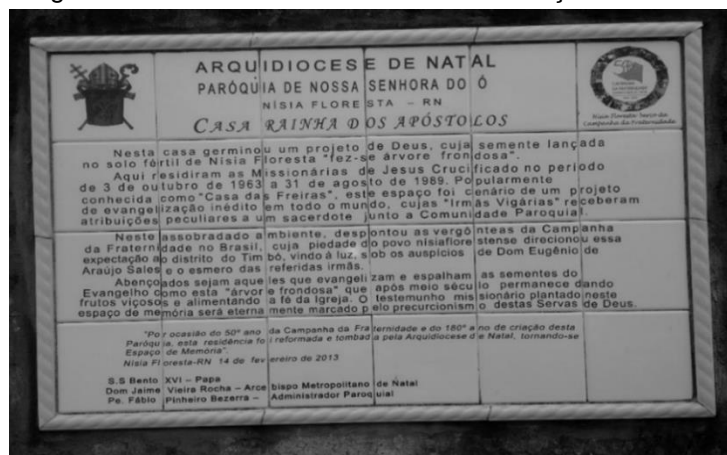 ARQUIDIOCESE DE NATAL
PARÓQUIA DE NOSSA SENHORA DO Ó
NÍSIA FLORESTA – RN
CASA RAINHA DOS APÓSTOLOS
Nísia Floresta berço da
Campanha da Fraternidade
Nesta casa germinou um projeto de Deus, cuja semente lançada
no solo fértil de Nísia Floresta "fez-se árvore frondosa".
Aqui residiram as Missionárias de Jesus Crucificado no período
de 3 de outubro de 1963 a 31 de agosto de 1989. Popularmente
conhecida como "Casa das Freiras", este espaço foi cenário de um projeto
de evangelização inédito em todo o mundo, cujas "Irmãs Vigárias" receberam
atribuições peculiares a um sacerdote junto a Comunidade Paroquial.
Neste assobradado ambiente, despontou as vergônteas da Campanha
da Fraternidade no Brasil, cuja piedade do povo nisiaflorestense direcionou essa
expectação ao distrito do Timbó, vindo à luz, sob os auspícios de Dom Eugênio de
Araújo Sales e o esmero das referidas irmãs.
Abençoados sejam aqueles que evangelizam e espalham as sementes do
Evangelho como esta "árvore frondosa" que após meio século permanece dando
frutos viçosos e alimentando a fé da Igreja. O testemunho missionário plantado neste
espaço de memória será eternamente marcado pelo precursionismo destas Servas de Deus.
"Por ocasião do 50º ano da Campanha da Fraternidade e do 180º ano de criação desta
Paróquia, esta residência foi reformada e tombada pela Arquidiocese de Natal, tornando-se
Espaço de Memória".
Nísia Floresta-RN 14 de fevereiro de 2013
S.S Bento XVI – Papa
Dom Jaime Vieira Rocha – Arcebispo Metropolitano de Natal
Pe. Fábio Pinheiro Bezerra – Administrador Paroquial